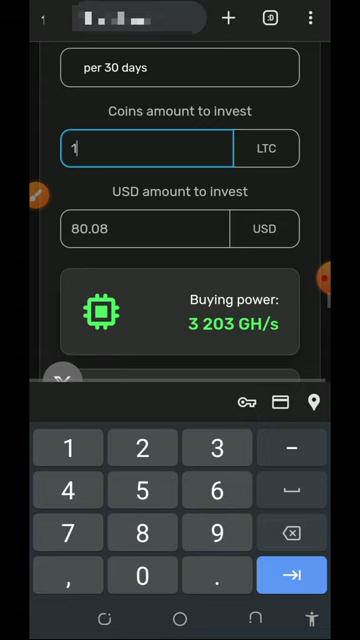 :D
per 30 days
Coins amount to invest
1
LTC
USD amount to invest
80.08
USD
Buying power:
3 203 GH/s
1
2
3
-
4
5
6
7
8
9
,
0
.